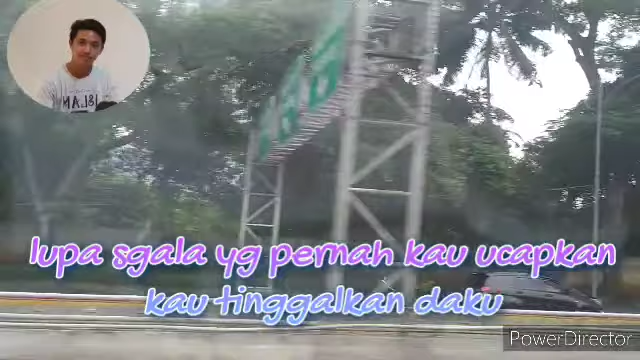 lupa sgala yg pernah kau ucapkan
kau tinggalkan daku
PowerDirector